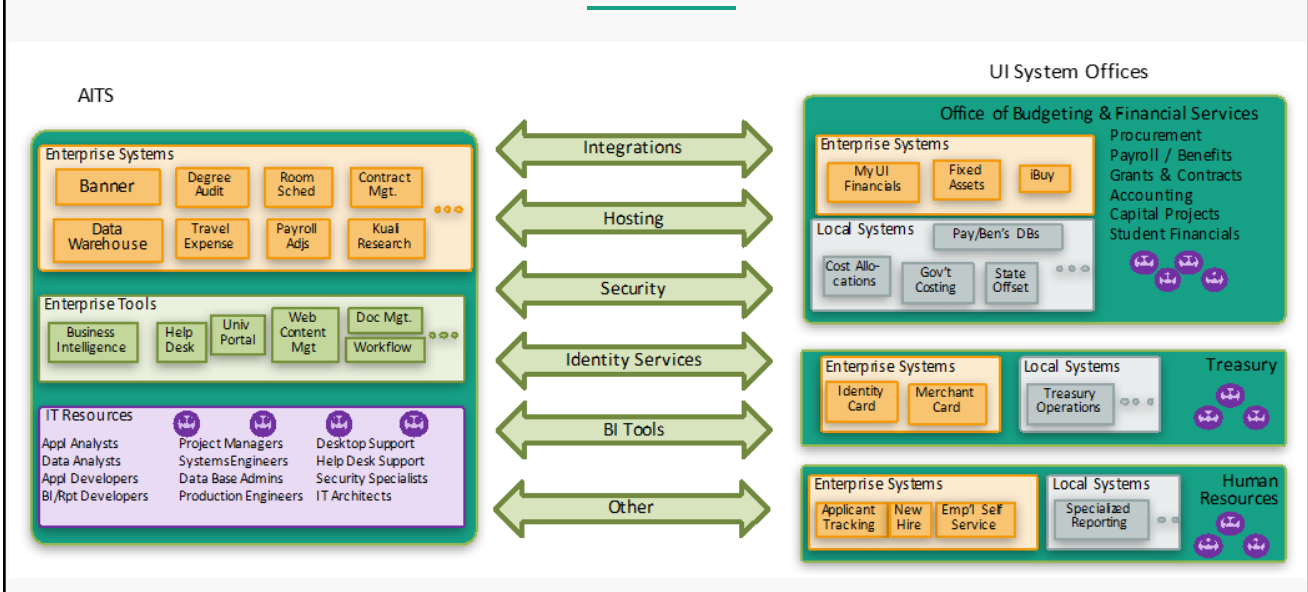 UI System Offices
AITS
Enterprise Systems
Banner
Degree
Audit
Room
Sched
Contract
Mgt.
Data
Warehouse
Travel
Expense
Payroll
Adjs
Kuali
Research
Enterprise Tools
Business
Intelligence
Help
Desk
Univ
Portal
Web
Content
Mgt
Doc Mgt.
Workflow
IT Resources
Appl Analysts
Data Analysts
Appl Developers
BI/Rpt Developers
Project Managers
Systems Engineers
Data Base Admins
Production Engineers
Desktop Support
Help Desk Support
Security Specialists
IT Architects
Integrations
Hosting
Security
Identity Services
BI Tools
Other
Office of Budgeting & Financial Services
Enterprise Systems
My UI
Financials
Fixed
Assets
iBuy
Local Systems
Pay/Ben's DBs
Cost Allo-
cations
Gov't
Costing
State
Offset
Procurement
Payroll / Benefits
Grants & Contracts
Accounting
Capital Projects
Student Financials
Enterprise Systems
Identity
Card
Merchant
Card
Local Systems
Treasury
Operations
Treasury
Enterprise Systems
Applicant
Tracking
New
Hire
Emp'l Self
Service
Local Systems
Specialized
Reporting
Human
Resources